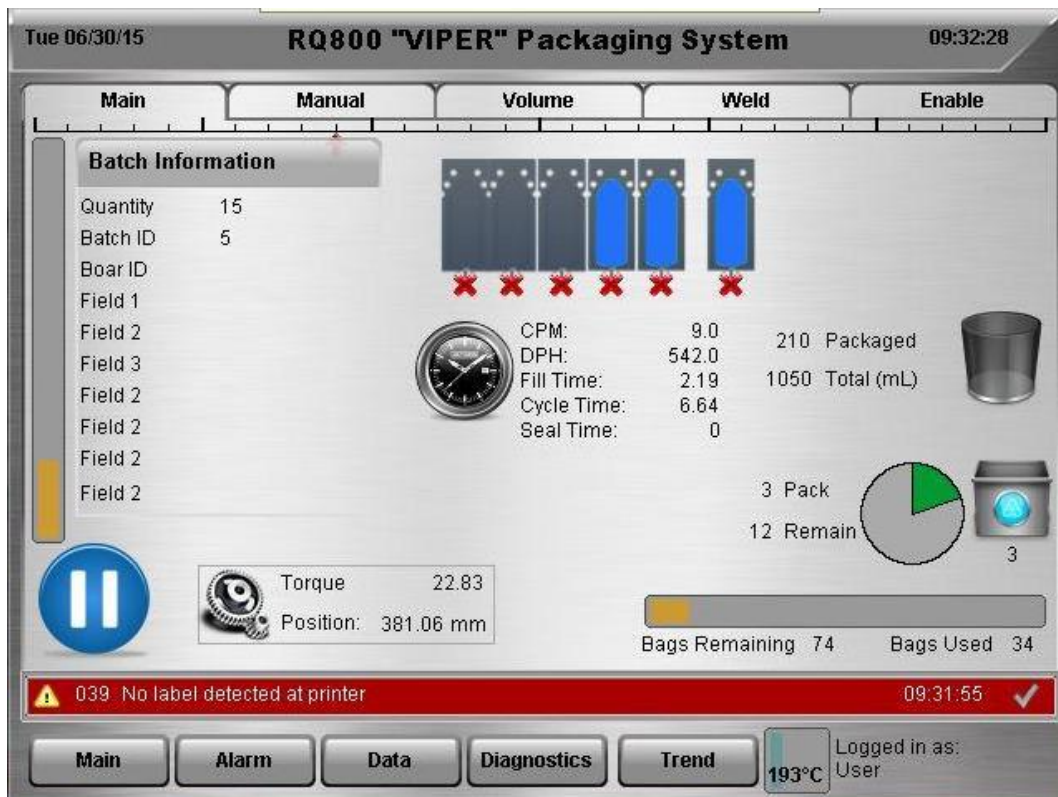 Tue 06/30/15 RQ800 "VIPER" Packaging System 09:32:28
Main Manual Volume Weld Enable
Batch Information
Quantity 15
Batch ID 5
Boar ID
Field 1
Field 2
Field 3
Field 2
Field 2
Field 2
Field 2
CPM: 9.0
DPH: 542.0
Fill Time: 2.19
Cycle Time: 6.64
Seal Time: 0
210 Packaged
1050 Total (mL)
3 Pack
12 Remain
3
Torque 22.83
Position: 381.06 mm
Bags Remaining 74 Bags Used 34
039 No label detected at printer 09:31:55
Main Alarm Data Diagnostics Trend 193°C Logged in as:
User